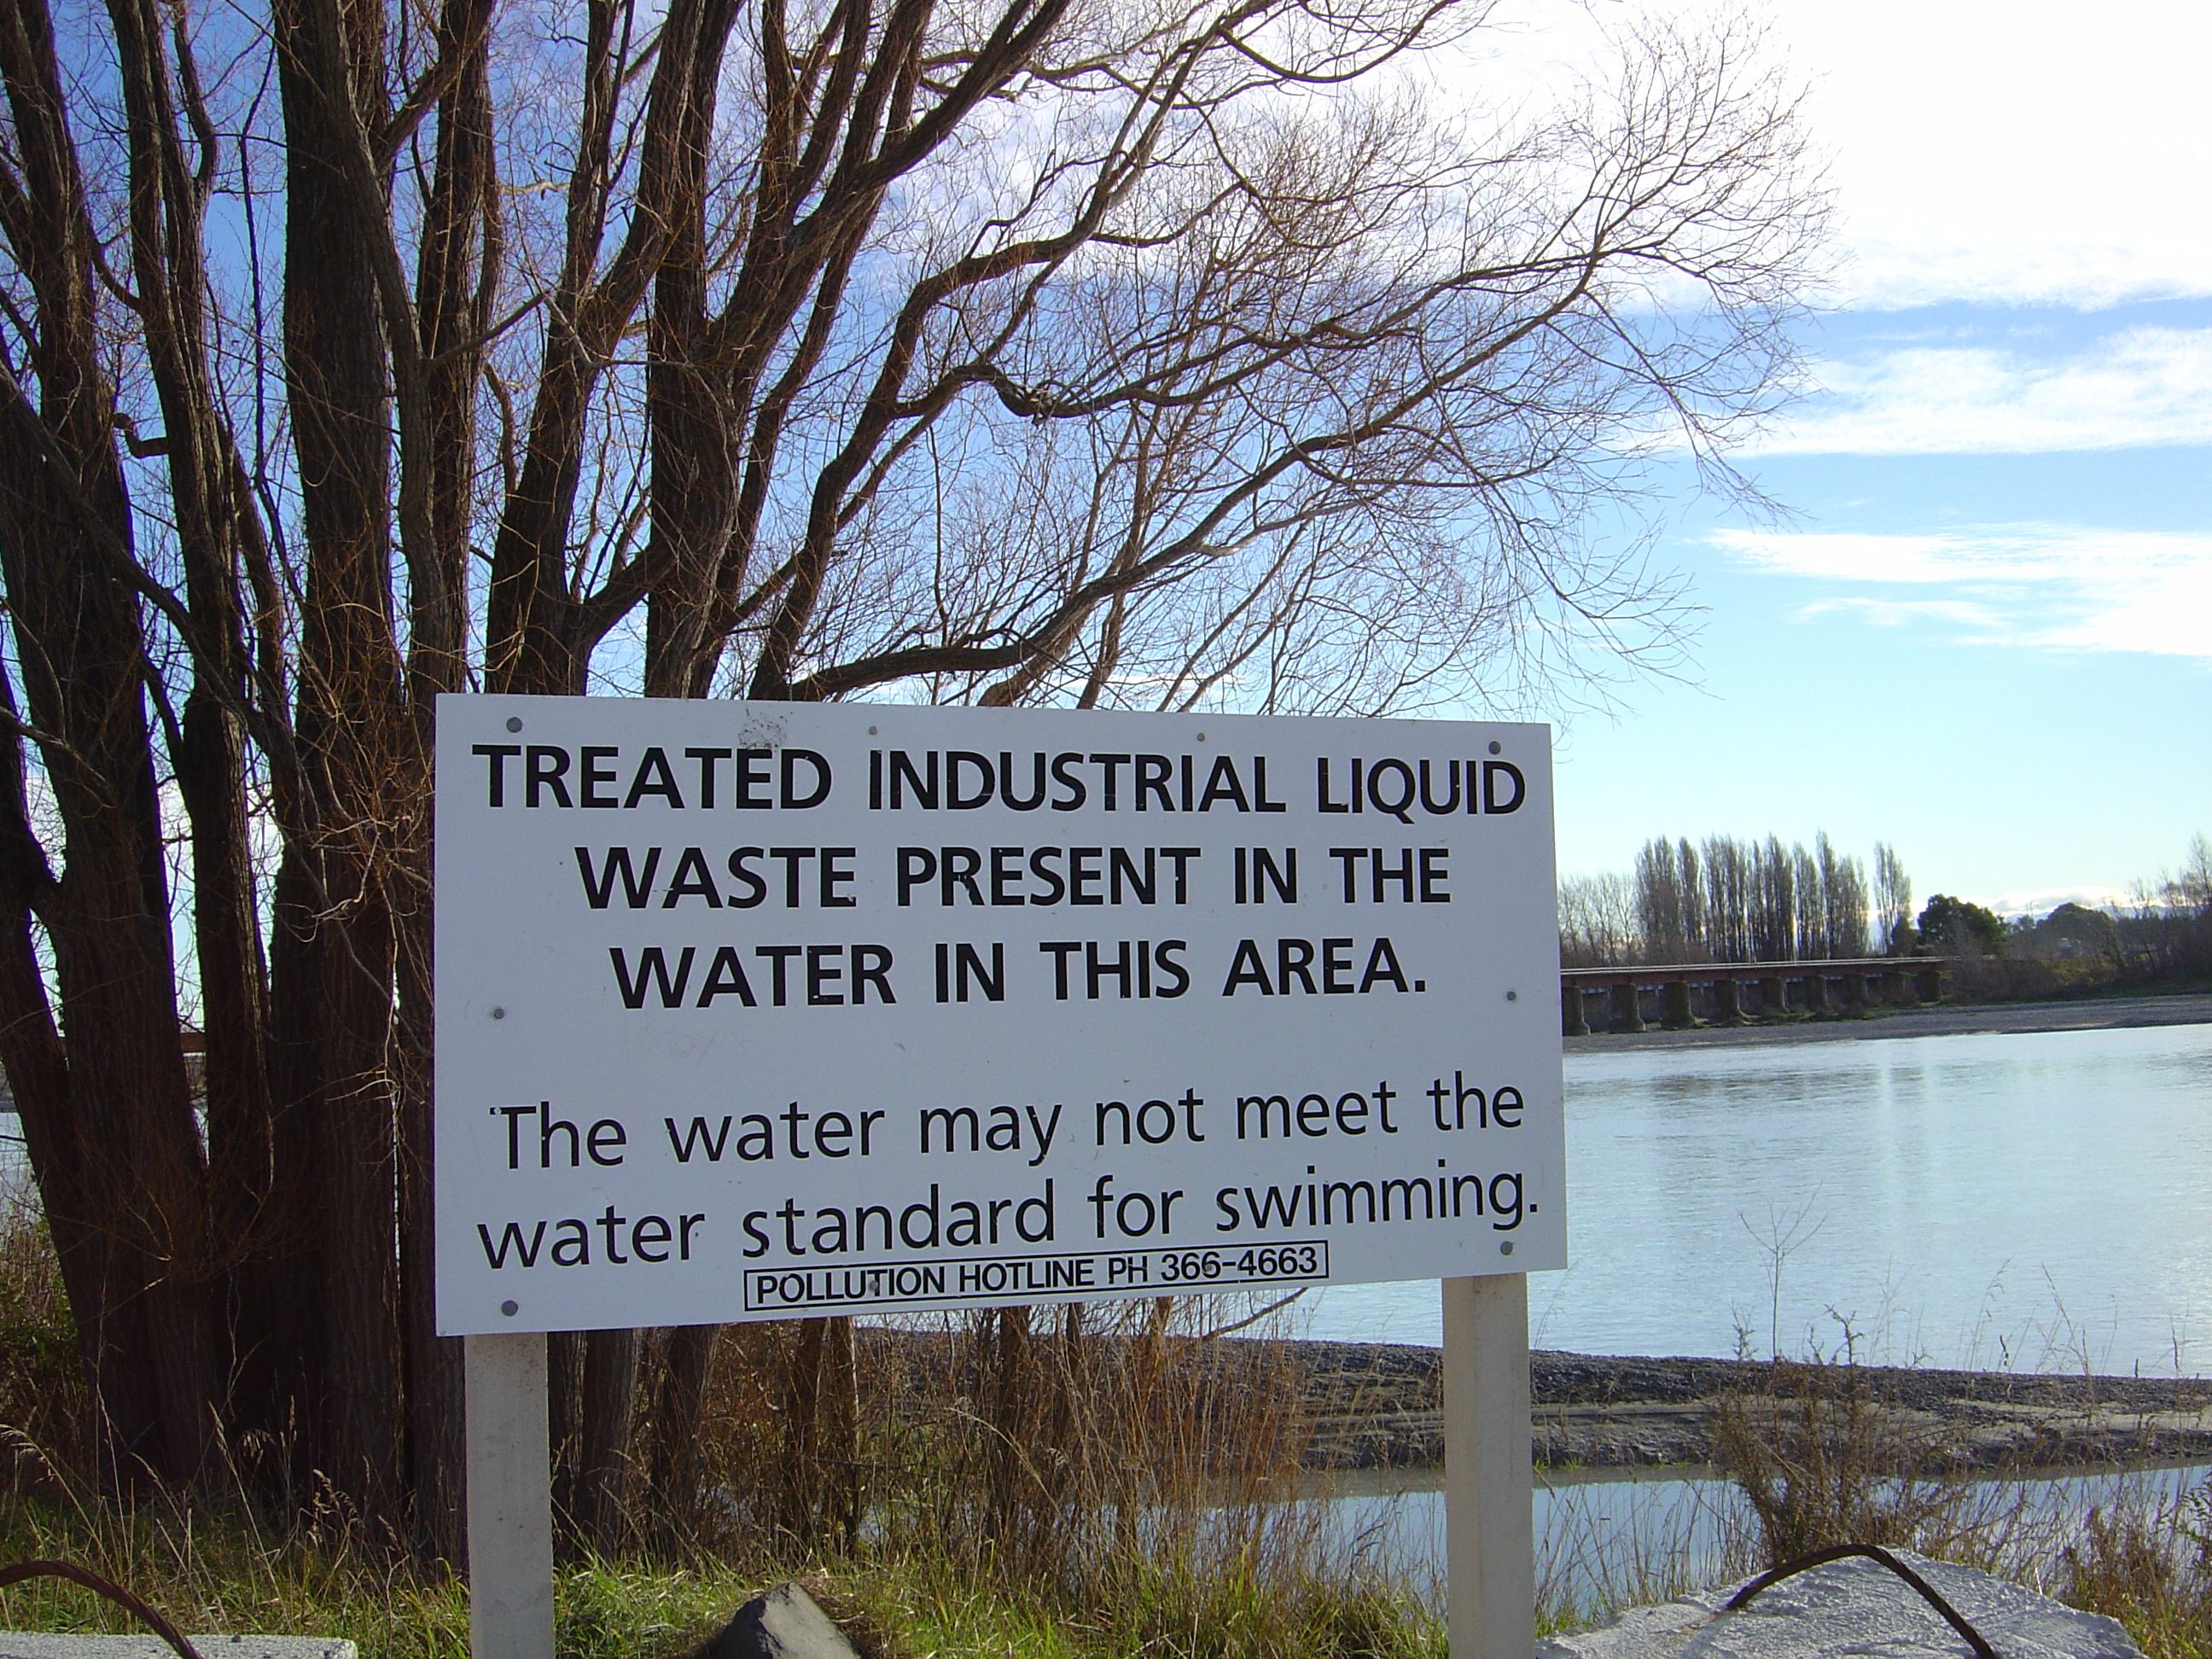 TREATED INDUSTRIAL LIQUID
WASTE PRESENT IN THE
WATER IN THIS AREA.
The water may not meet the
water standard for swimming.
POLLUTION HOTLINE PH 366-4663